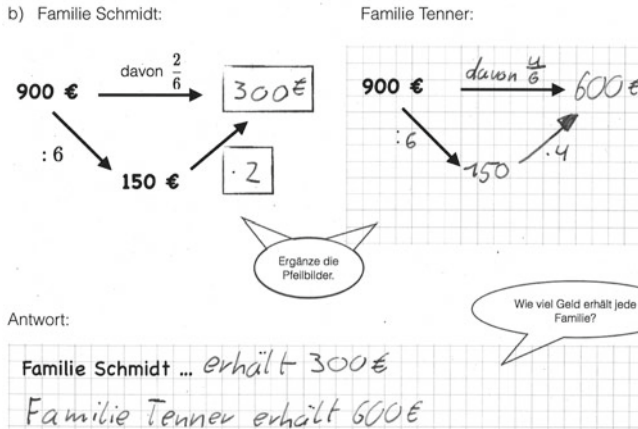 b) Familie Schmidt:
Familie Tenner:
900 €
davon 2/6
300€
: 6
150 €
· 2
900 €
davon 4/6
600€
:6
150
·4
Ergänze die
Pfeilbilder.
Wie viel Geld erhält jede
Familie?
Antwort:
Familie Schmidt ... erhält 300€
Familie Tenner erhält 600€